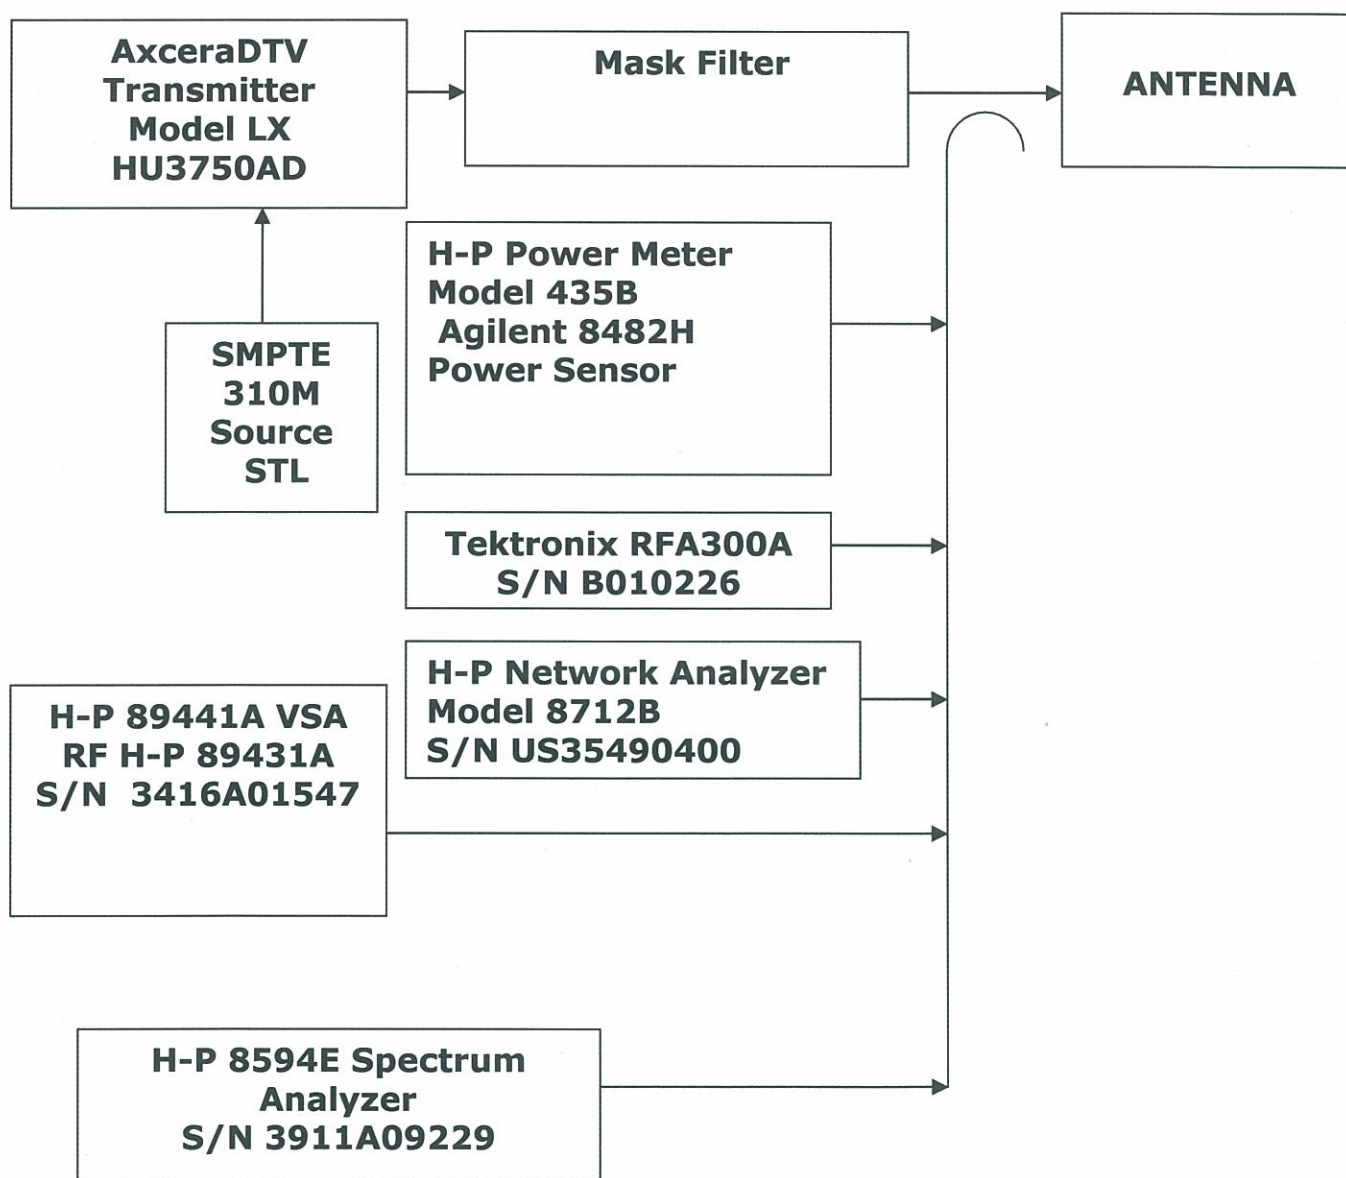 AxceraDTV
Transmitter
Model LX
HU3750AD
Mask Filter
ANTENNA
SMPTE
310M
Source
STL
H-P Power Meter
Model 435B
Agilent 8482H
Power Sensor
Tektronix RFA300A
S/N B010226
H-P Network Analyzer
Model 8712B
S/N US35490400
H-P 89441A VSA
RF H-P 89431A
S/N 3416A01547
H-P 8594E Spectrum
Analyzer
S/N 3911A09229